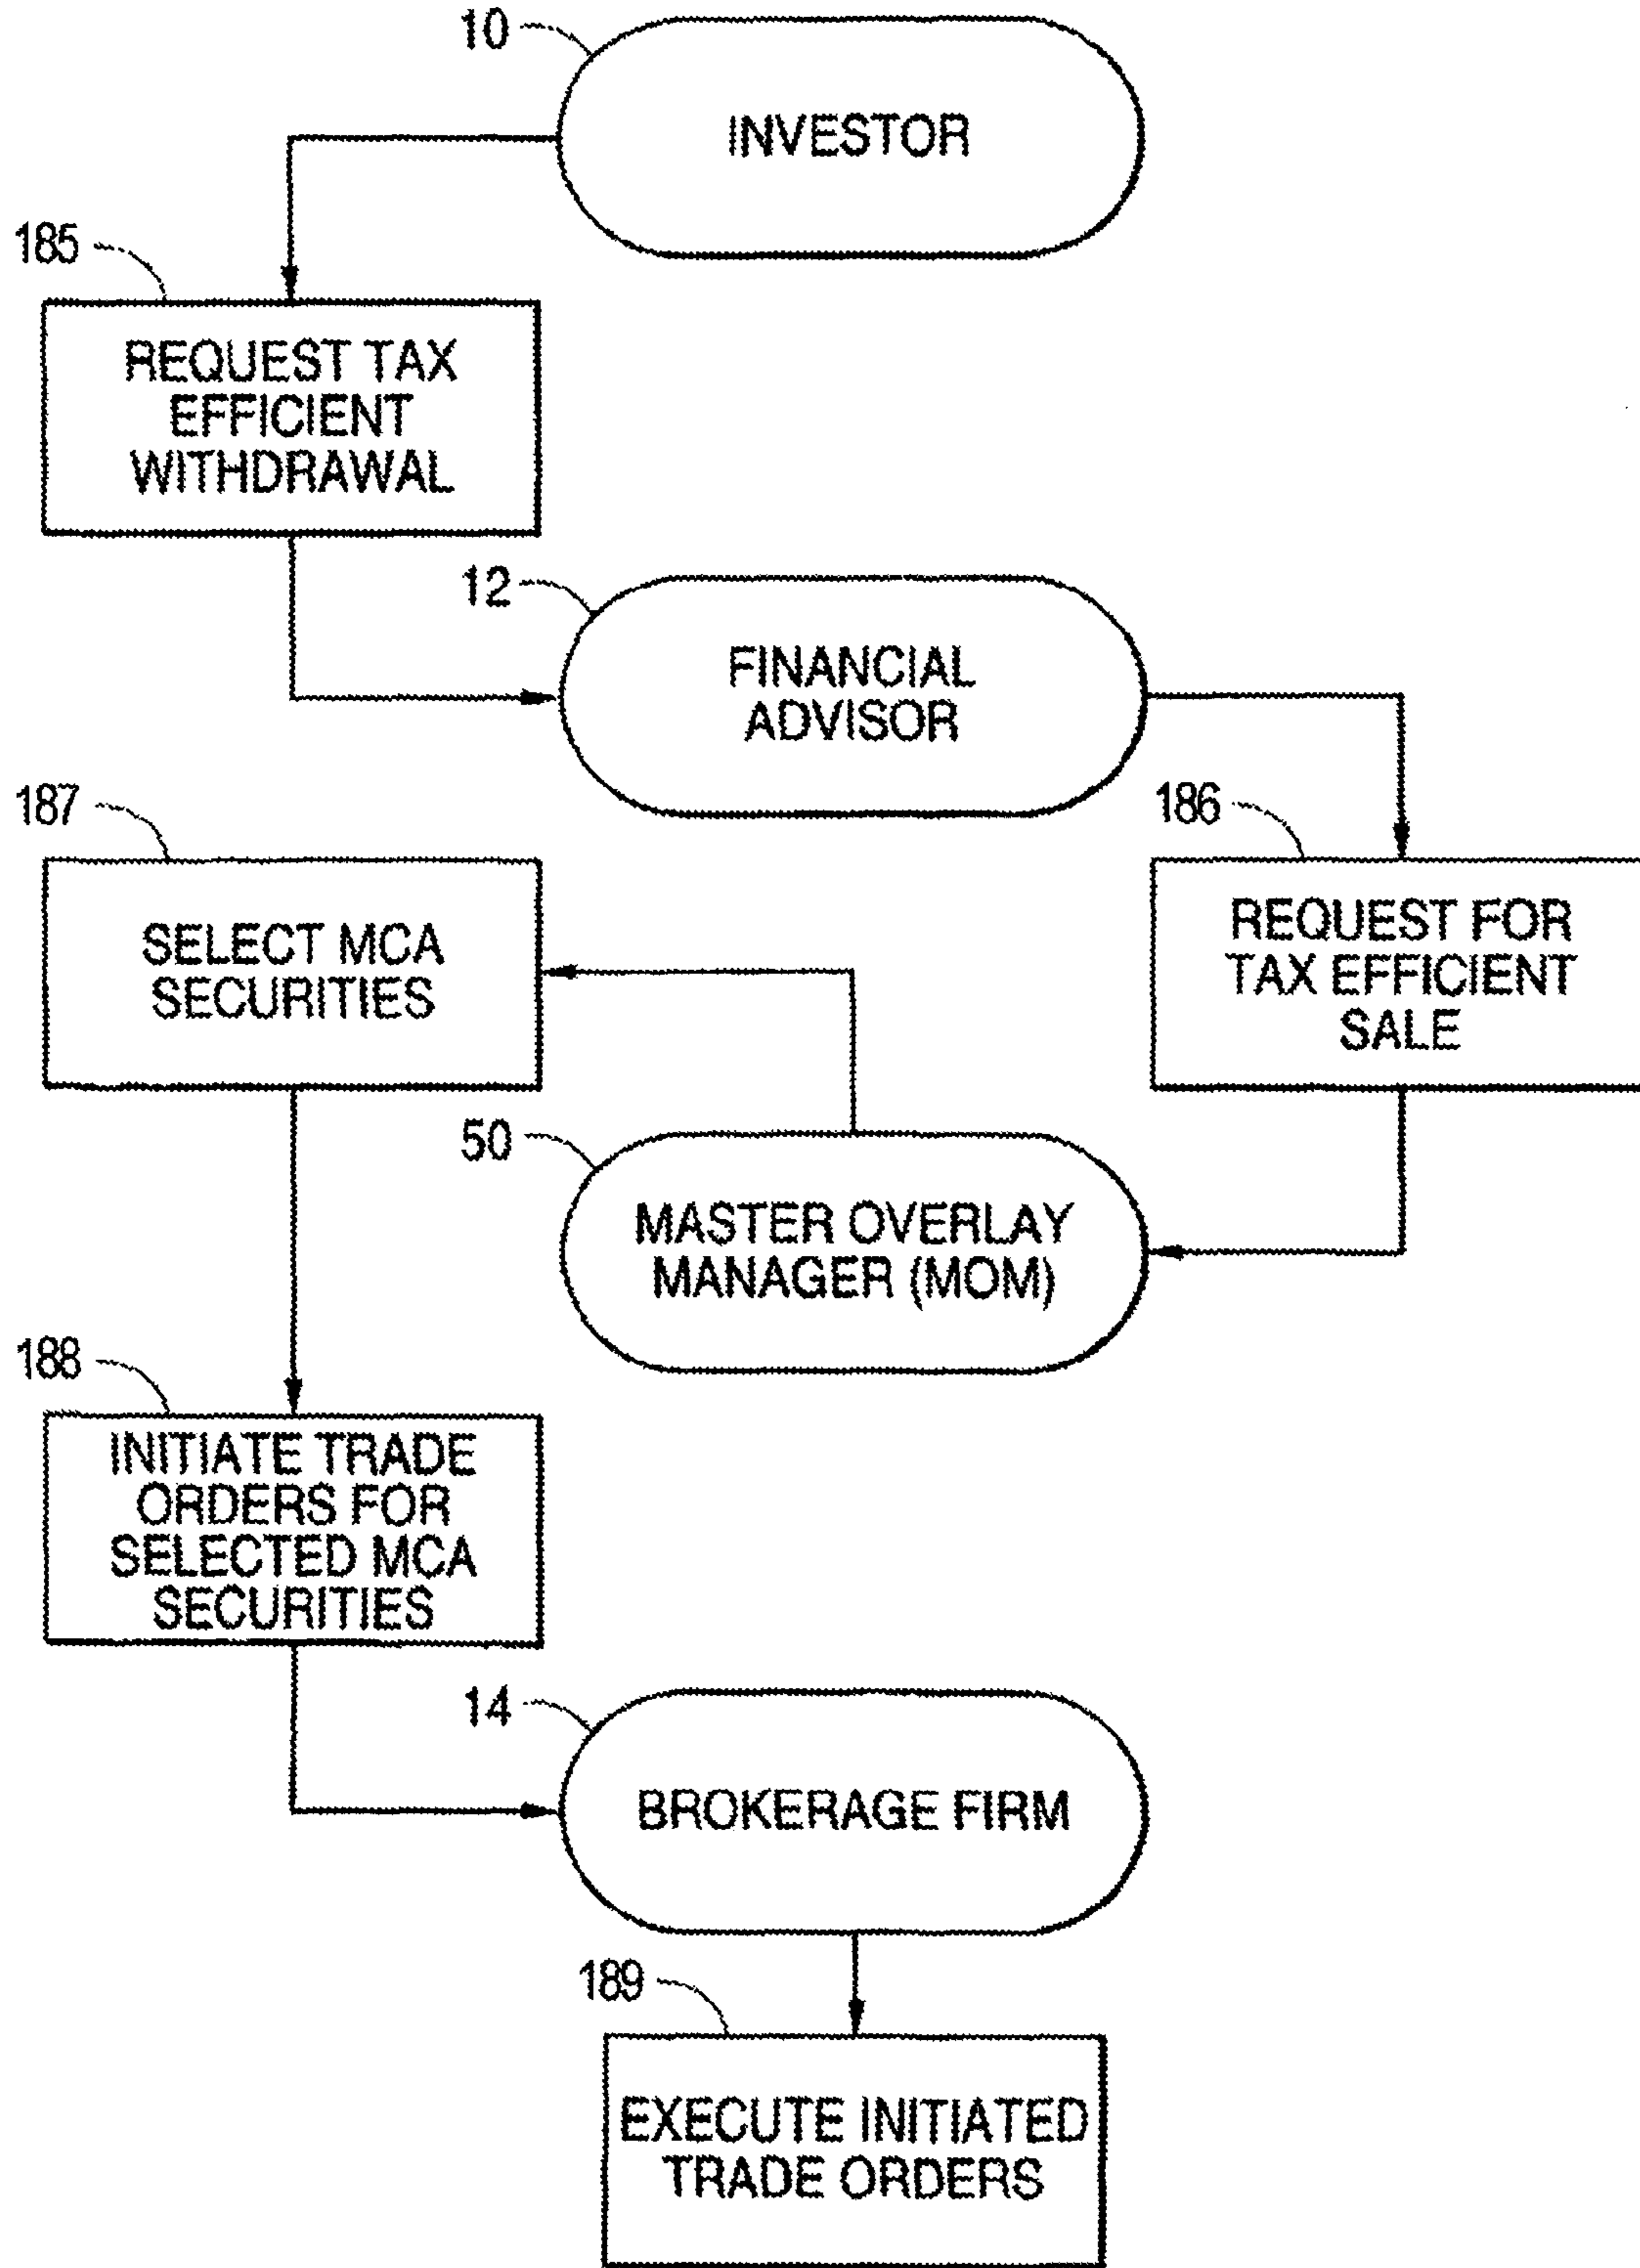 10
INVESTOR
185
REQUEST TAX
EFFICIENT
WITHDRAWAL
12
FINANCIAL
ADVISOR
187
SELECT MCA
SECURITIES
186
REQUEST FOR
TAX EFFICIENT
SALE
50
MASTER OVERLAY
MANAGER (MOM)
188
INITIATE TRADE
ORDERS FOR
SELECTED MCA
SECURITIES
14
BROKERAGE FIRM
189
EXECUTE INITIATED
TRADE ORDERS